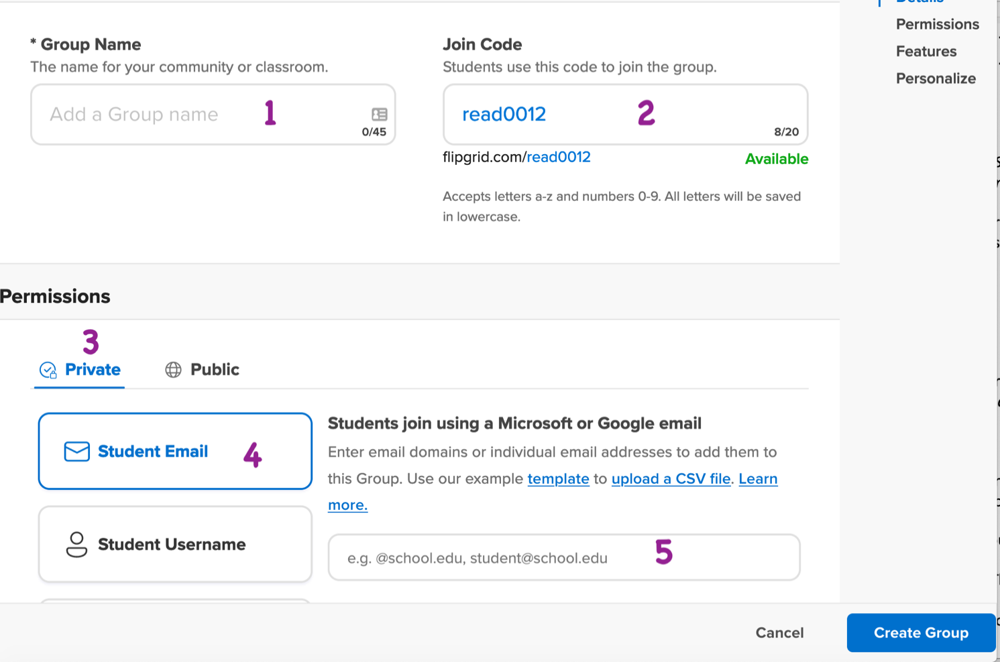 Details
Permissions
Features
Personalize
* Group Name
The name for your community or classroom.
Add a Group name 1
0/45
Join Code
Students use this code to join the group.
read0012 2
8/20
flipgrid.com/read0012 Available
Accepts letters a-z and numbers 0-9. All letters will be saved
in lowercase.
Permissions
3
Private Public
Student Email 4
Student Username
Students join using a Microsoft or Google email
Enter email domains or individual email addresses to add them to
this Group. Use our example template to upload a CSV file. Learn
more.
e.g. @school.edu, student@school.edu 5
Cancel Create Group